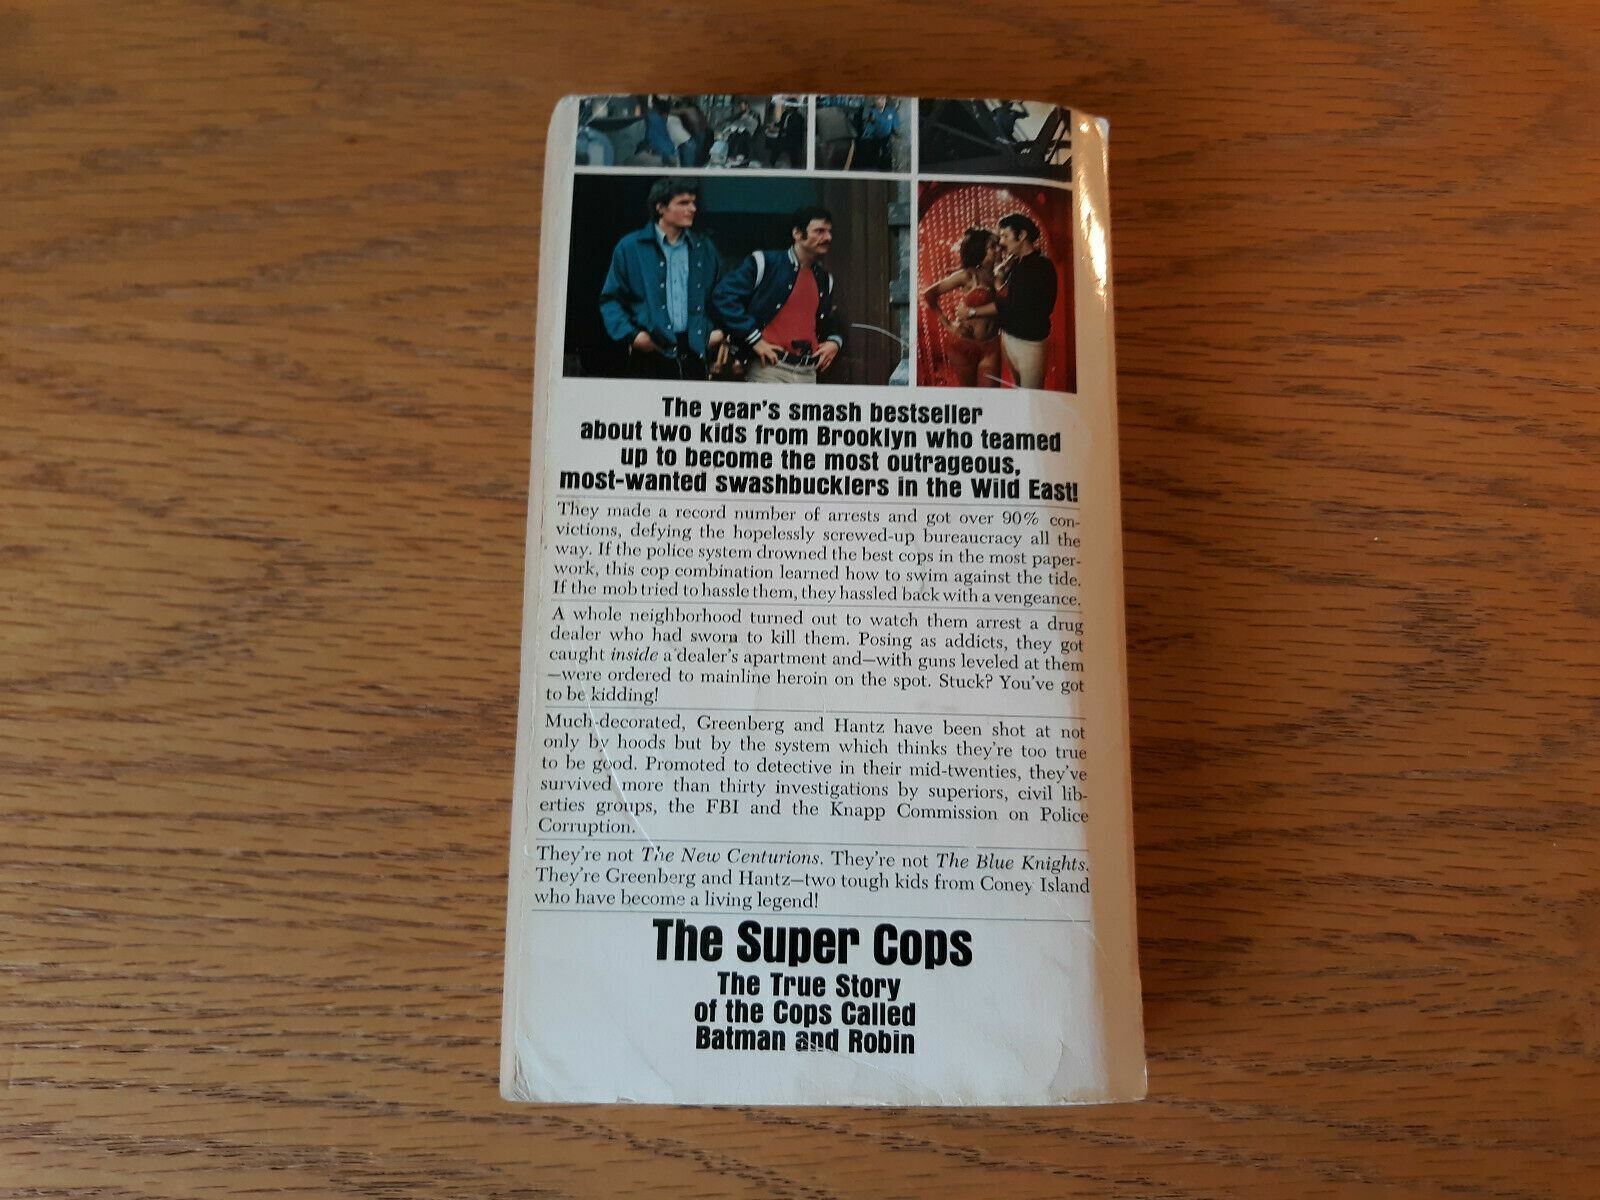 The year's smash bestseller
about two kids from Brooklyn who teamed
up to become the most outrageous,
most-wanted swashbucklers in the Wild East!
They made a record number of arrests and got over 90% con-
victions, defying the hopelessly screwed-up bureaucracy all the
way. If the police system drowned the best cops in the most paper-
work, this cop combination learned how to swim against the tide.
If the mob tried to hassle them, they hassled back with a vengeance.
A whole neighborhood turned out to watch them arrest a drug
dealer who had sworn to kill them. Posing as addicts, they got
caught inside a dealer's apartment and—with guns leveled at them
—were ordered to mainline heroin on the spot. Stuck? You've got
to be kidding!
Much-decorated, Greenberg and Hantz have been shot at not
only by hoods but by the system which thinks they're too true
to be good. Promoted to detective in their mid-twenties, they've
survived more than thirty investigations by superiors, civil lib-
erties groups, the FBI and the Knapp Commission on Police
Corruption.
They're not The New Centurions. They're not The Blue Knights.
They're Greenberg and Hantz—two tough kids from Coney Island
who have become a living legend!
The Super Cops
The True Story
of the Cops Called
Batman and Robin